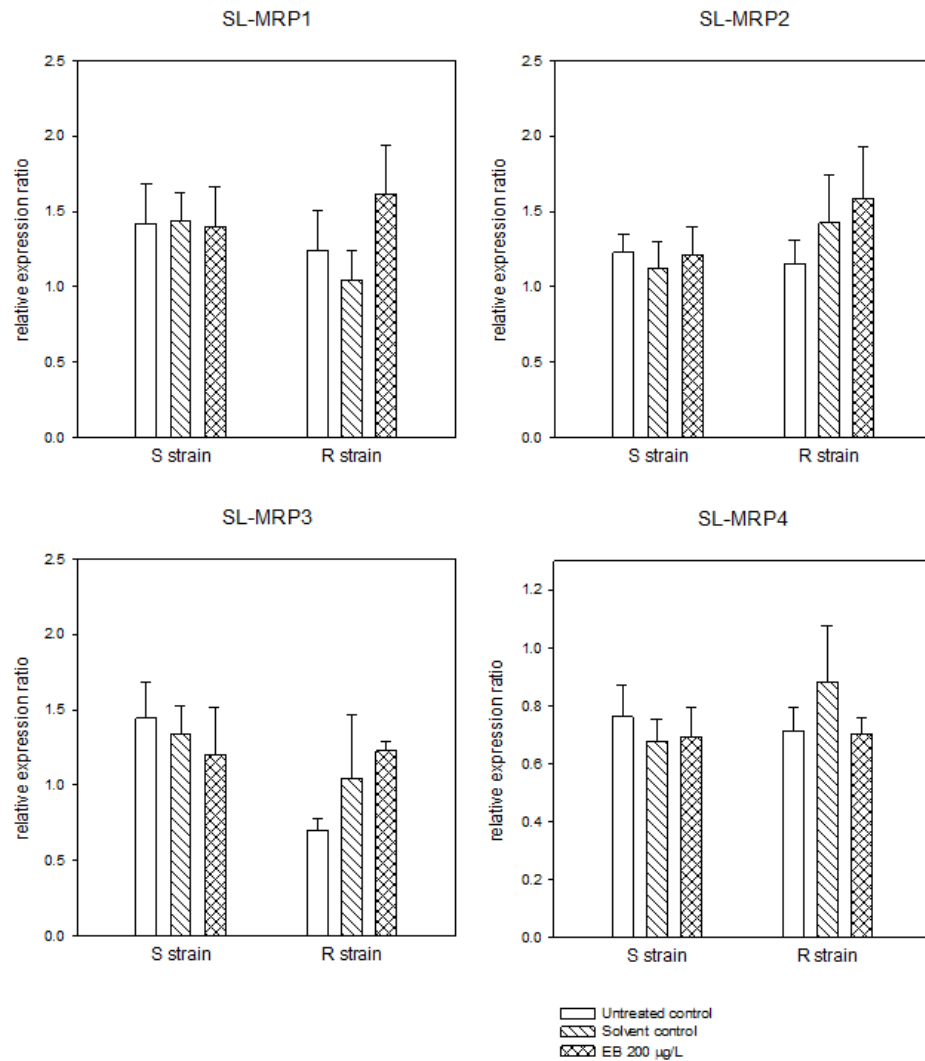 SL-MRP1
relative expression ratio
2.5
2.0
1.5
1.0
0.5
0.0
S strain
R strain
SL-MRP2
relative expression ratio
2.5
2.0
1.5
1.0
0.5
0.0
S strain
R strain
SL-MRP3
relative expression ratio
2.5
2.0
1.5
1.0
0.5
0.0
S strain
R strain
SL-MRP4
relative expression ratio
1.2
1.0
0.8
0.6
0.4
0.2
0.0
S strain
R strain
Untreated control
Solvent control
EB 200 µg/L